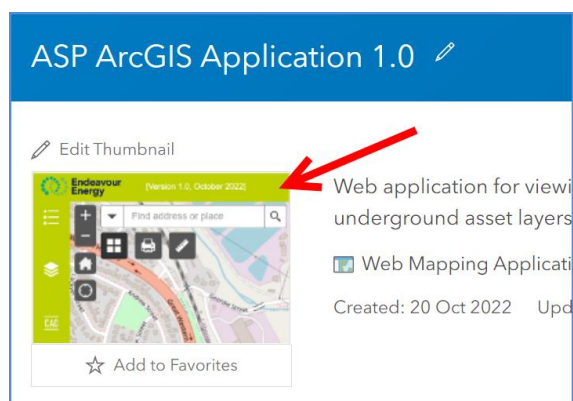 ASP ArcGIS Application 1.0
Edit Thumbnail
Endeavour
Energy
[Version 1.0, October 2022]
Find address or place
Web application for viewi
underground asset layers
Web Mapping Applicati
Created: 20 Oct 2022 Upd
Add to Favorites